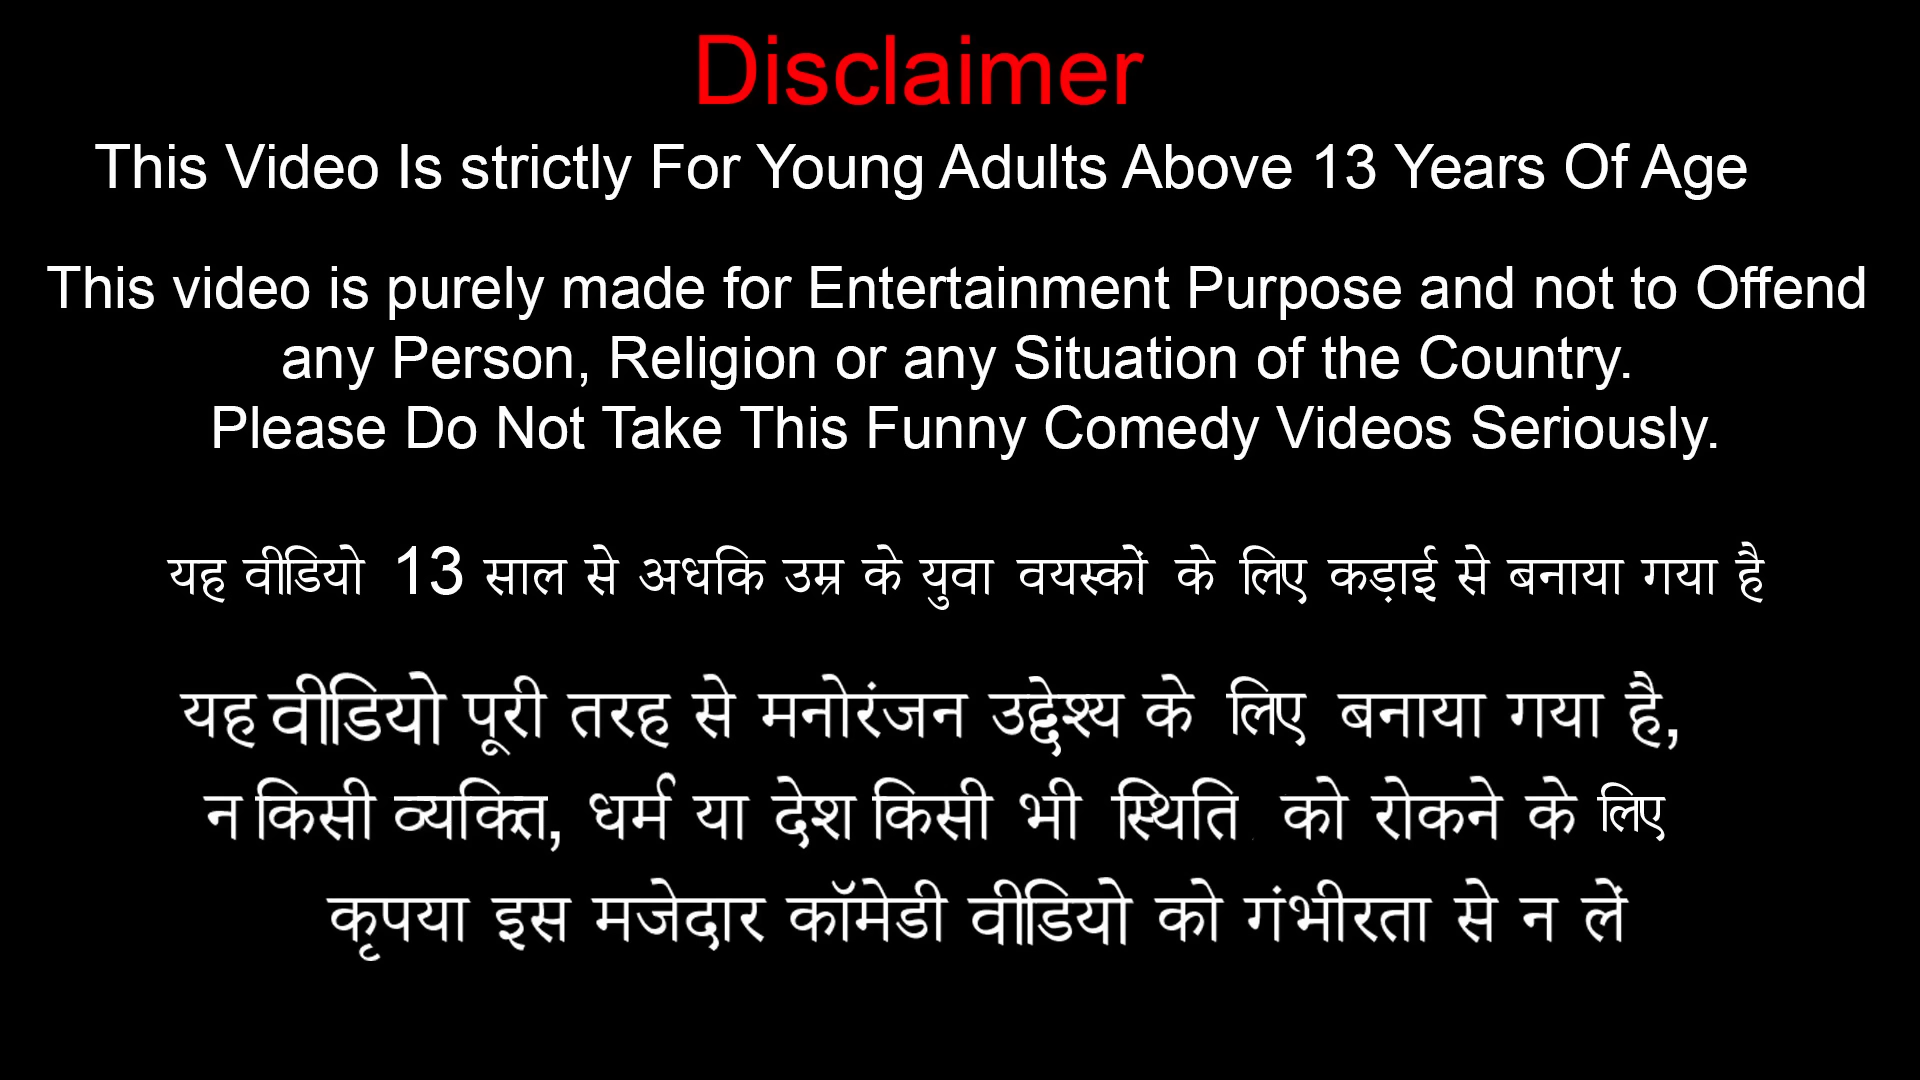 Disclaimer
This Video Is strictly For Young Adults Above 13 Years Of Age
This video is purely made for Entertainment Purpose and not to Offend
any Person, Religion or any Situation of the Country.
Please Do Not Take This Funny Comedy Videos Seriously.
यह वीडियो 13 साल से अधकि उम्र के युवा वयस्कों के लिए कड़ाई से बनाया गया है
यह वीडियो पूरी तरह से मनोरंजन उद्देश्य के लिए बनाया गया है,
न किसी व्यक्ति, धर्म या देश किसी भी स्थिति को रोकने के लिए
कृपया इस मजेदार कॉमेडी वीडियो को गंभीरता से न लें